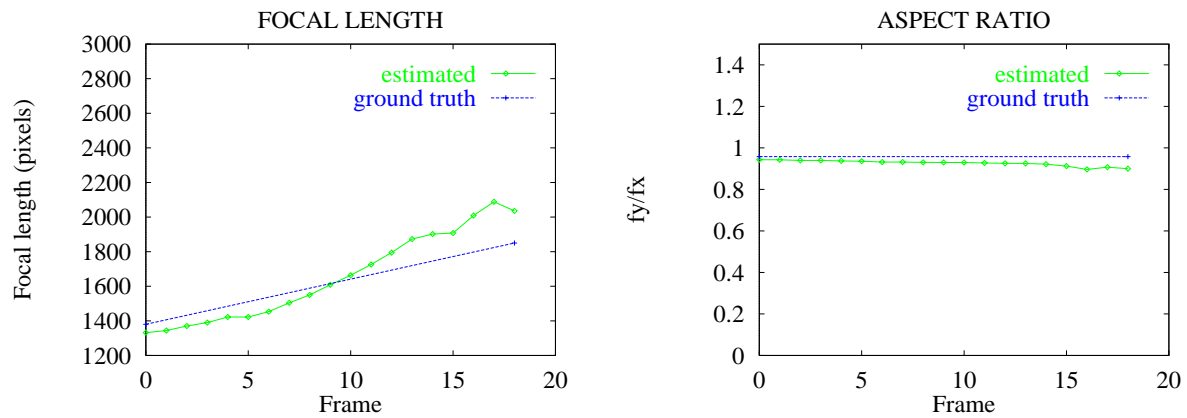 FOCAL LENGTH
3000
2800
2600
2400
2200
2000
1800
1600
1400
1200
0
5
10
15
20
Focal length (pixels)
Frame
estimated
ground truth
ASPECT RATIO
1.4
1.2
1
0.8
0.6
0.4
0.2
0
0
5
10
15
20
fy/fx
Frame
estimated
ground truth